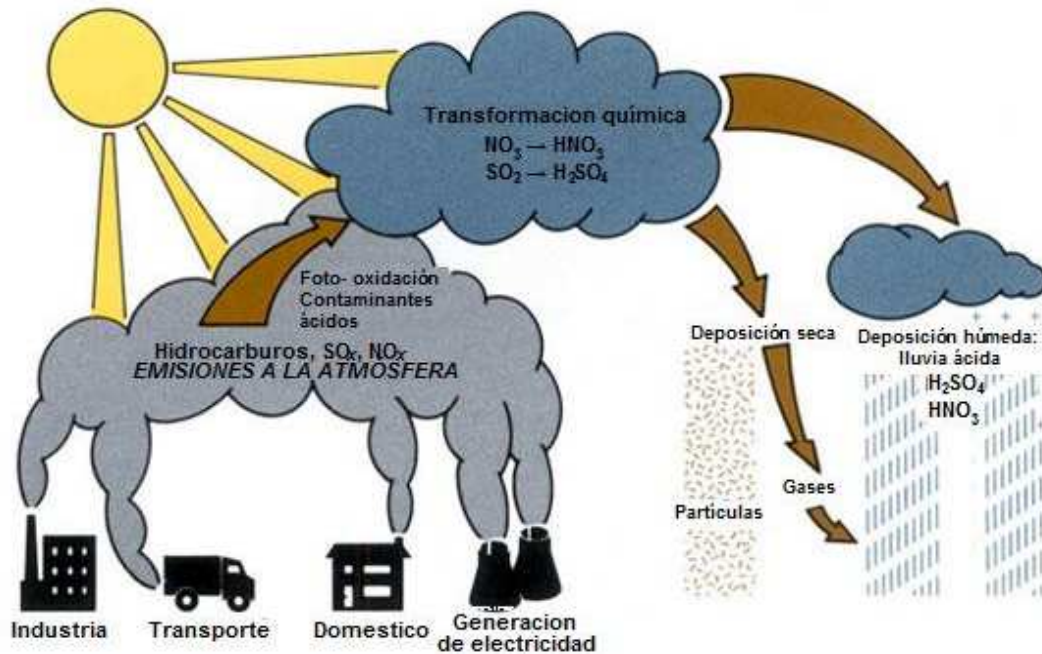 Transformacion química
NO₃ → HNO₃
SO₂ → H₂SO₄
Foto- oxidación
Contaminantes
ácidos
Hidrocarburos, SOx, NOx
EMISIONES A LA ATMOSFERA
Deposición seca
Partículas
Gases
Deposición húmeda:
lluvia ácida
H₂SO₄
HNO₃
Industria
Transporte
Domestico
Generacion
de electricidad